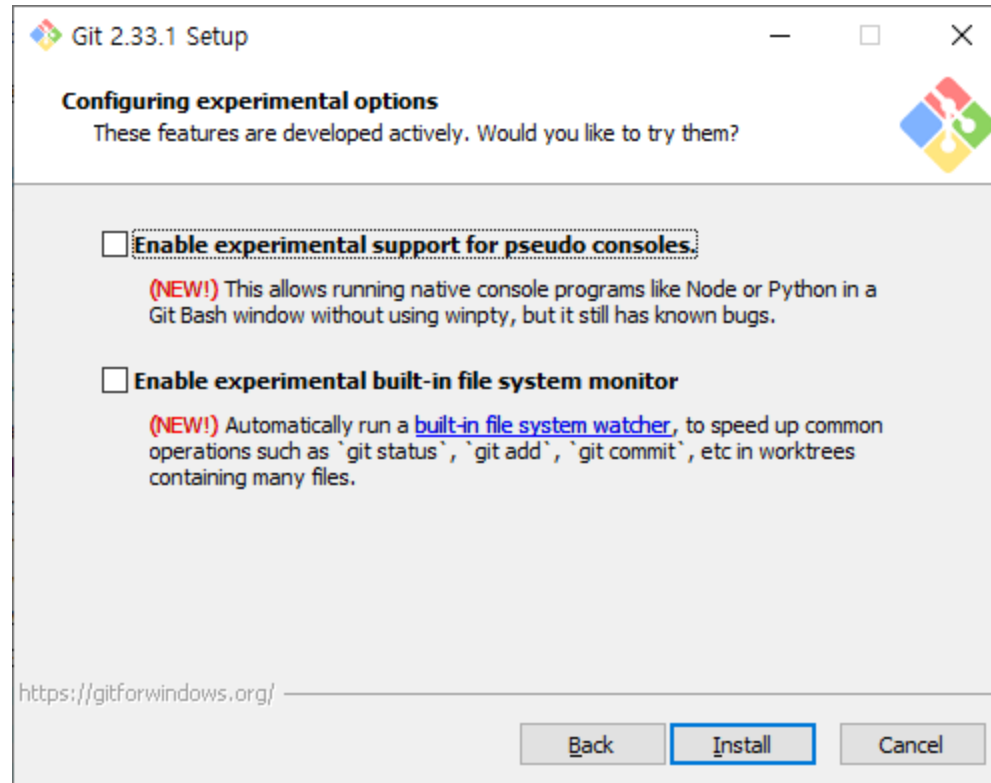 Git 2.33.1 Setup
Configuring experimental options
These features are developed actively. Would you like to try them?
Enable experimental support for pseudo consoles.
(NEW!) This allows running native console programs like Node or Python in a
Git Bash window without using winpty, but it still has known bugs.
Enable experimental built-in file system monitor
(NEW!) Automatically run a built-in file system watcher, to speed up common
operations such as `git status`, `git add`, `git commit`, etc in worktrees
containing many files.
https://gitforwindows.org/
Back
Install
Cancel